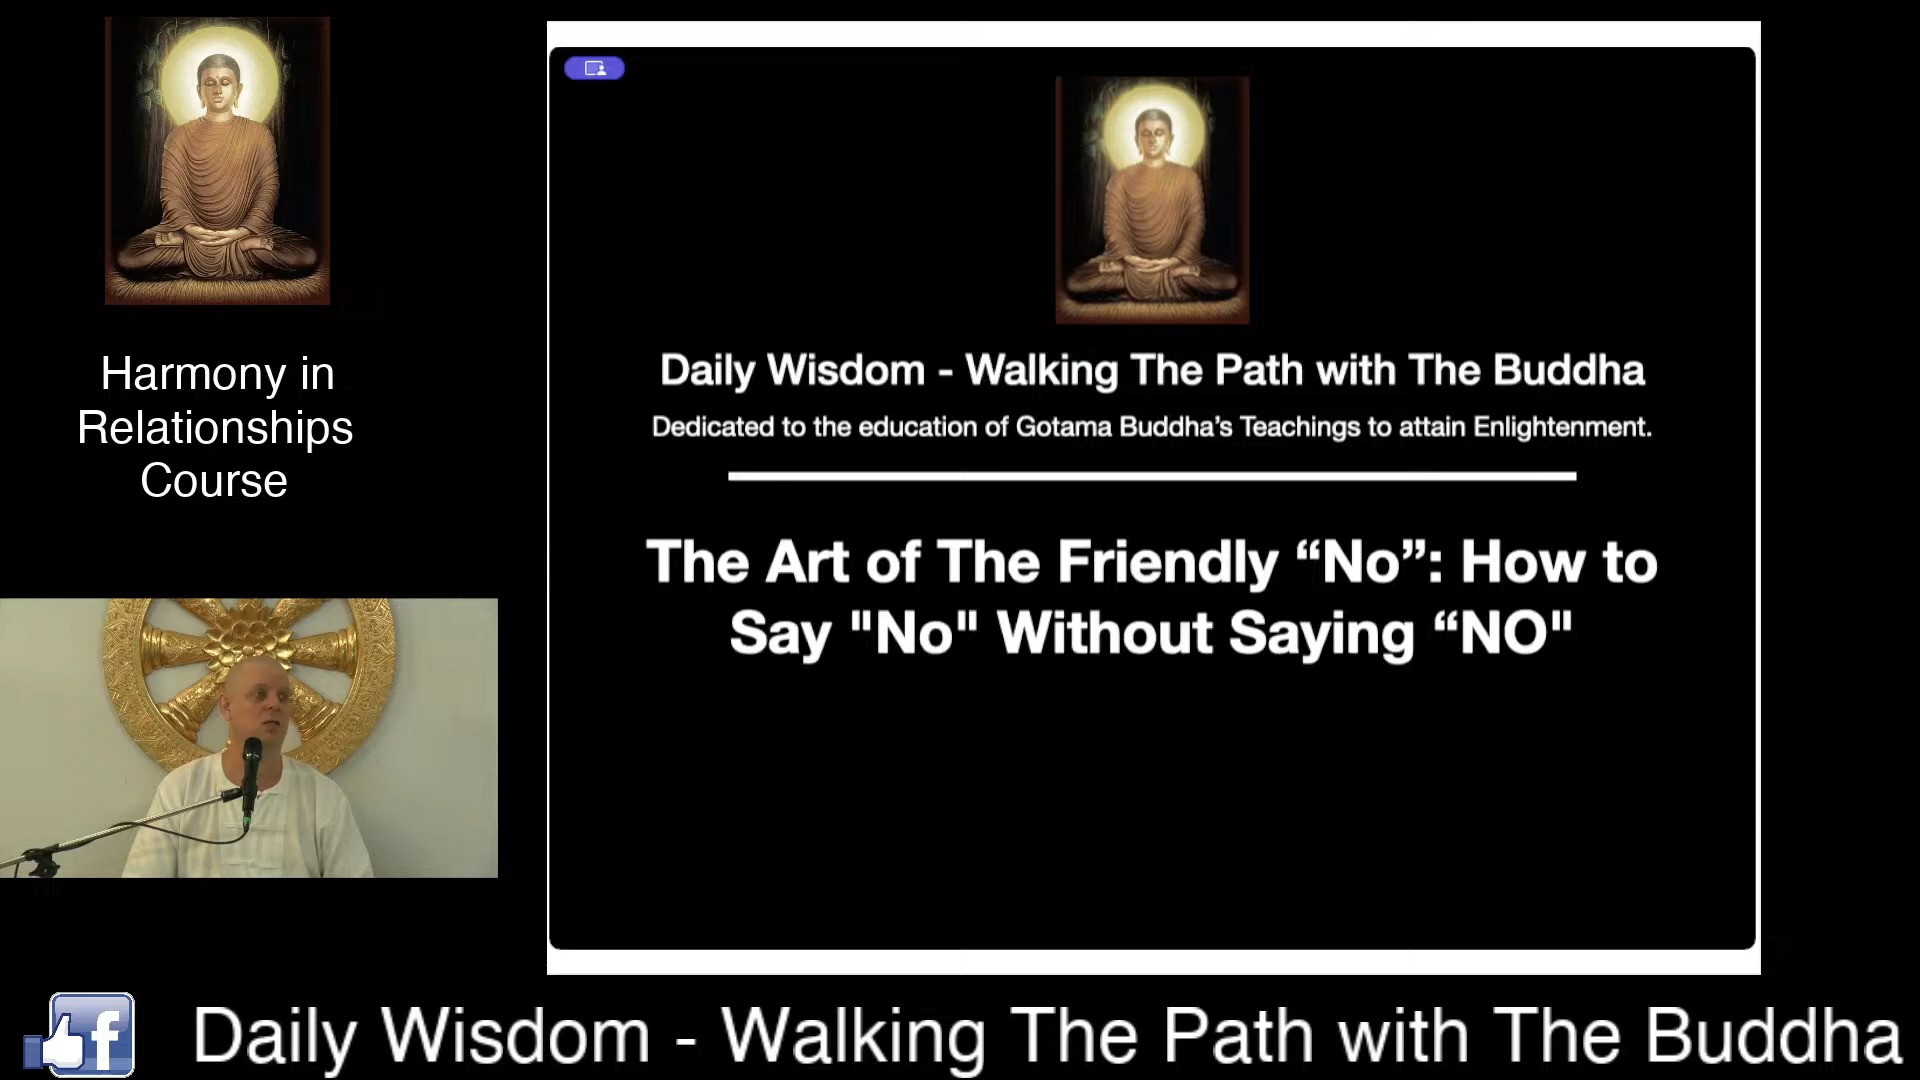 Harmony in
Relationships
Course
Daily Wisdom - Walking The Path with The Buddha
Dedicated to the education of Gotama Buddha’s Teachings to attain Enlightenment.
The Art of The Friendly “No”: How to
Say "No" Without Saying “NO"
f
Daily Wisdom - Walking The Path with The Buddha